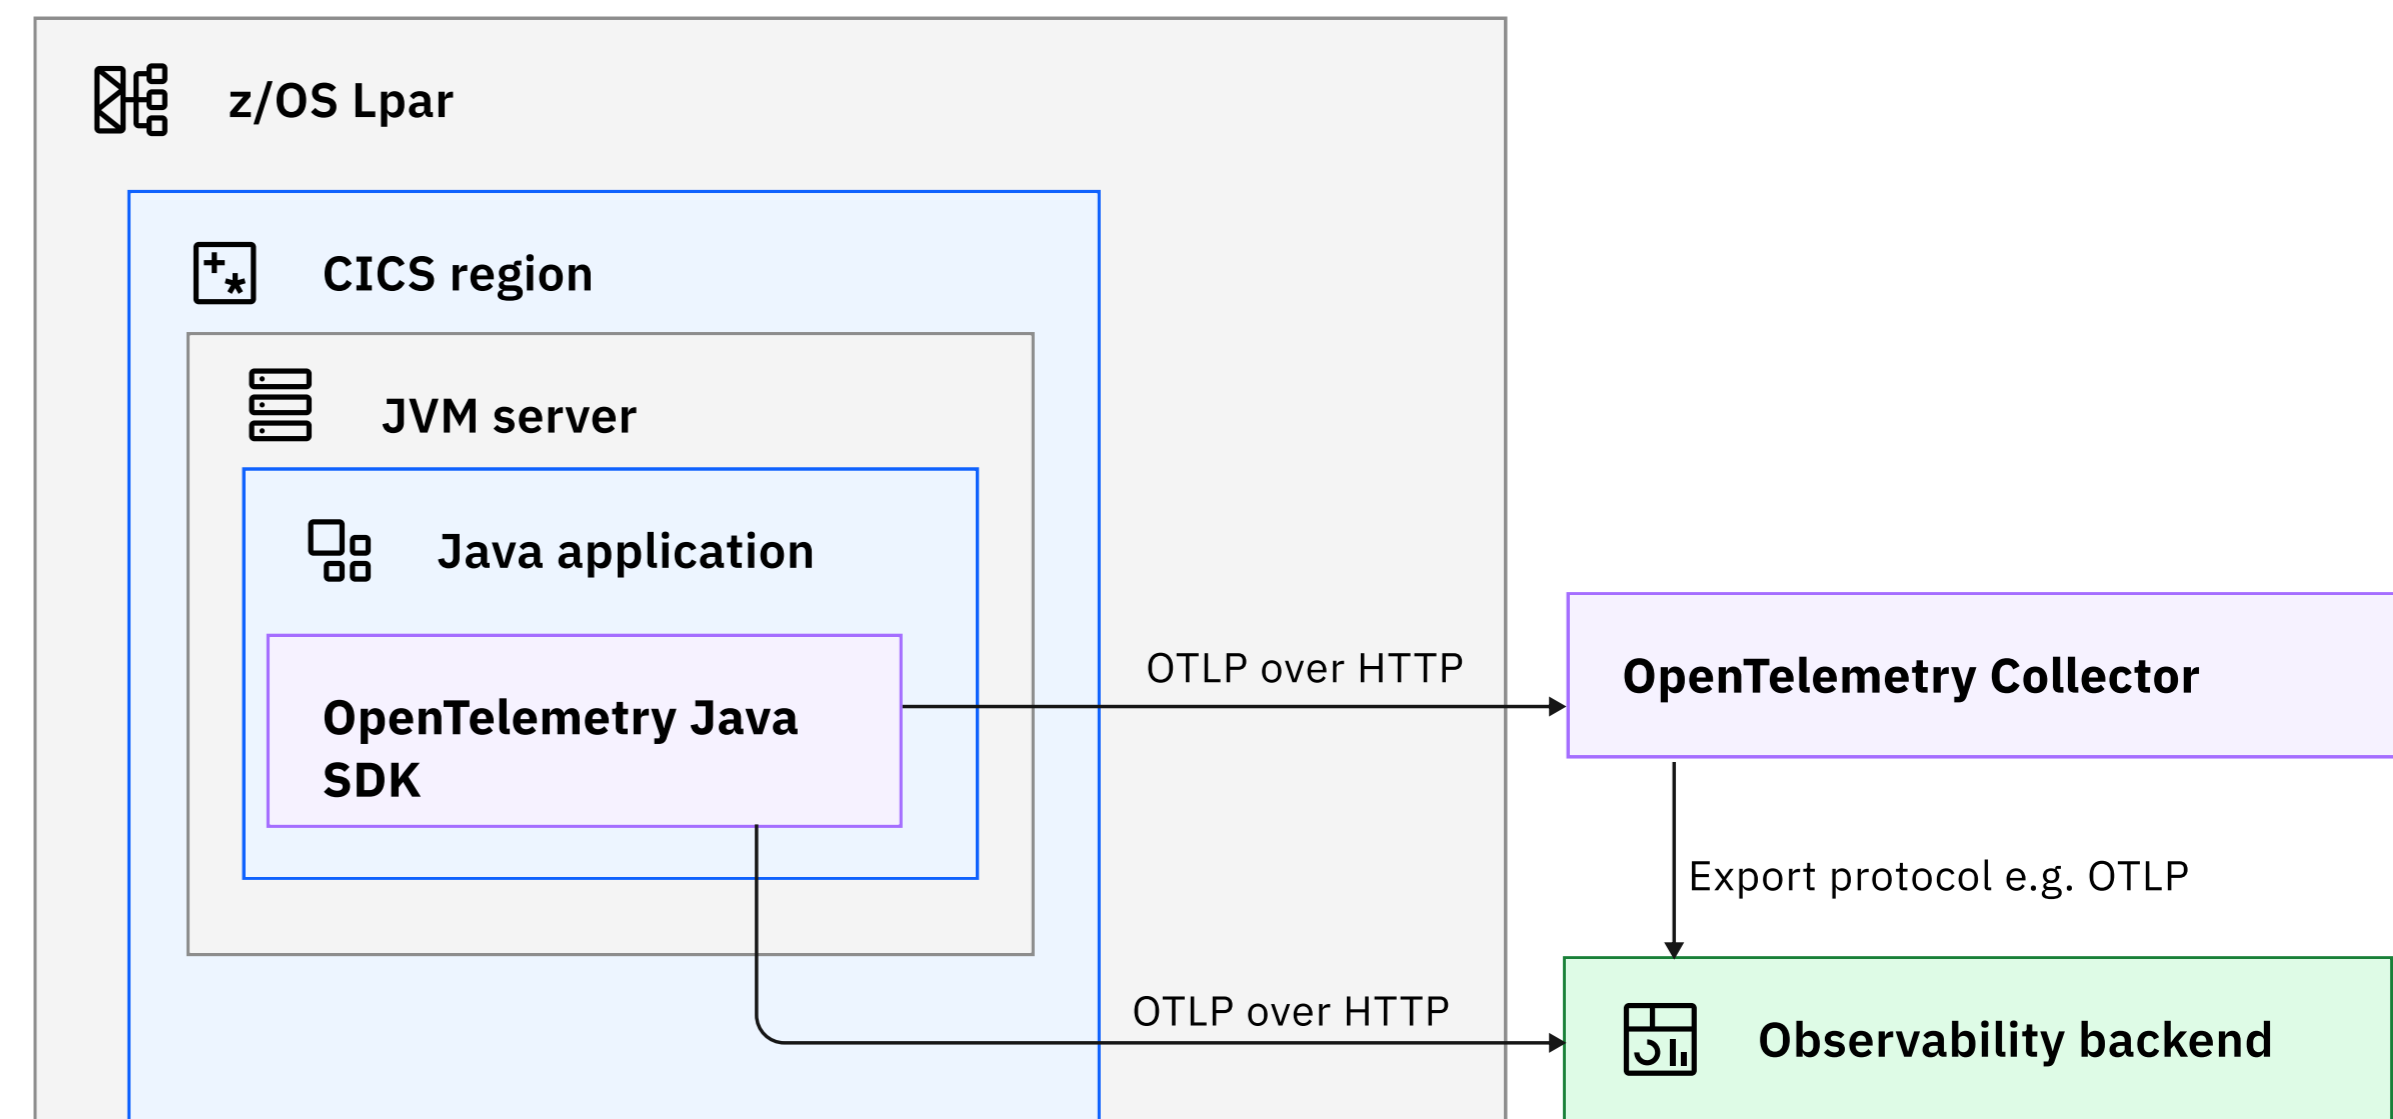 z/OS Lpar
CICS region
JVM server
Java application
OpenTelemetry Java
SDK
OTLP over HTTP
OpenTelemetry Collector
Export protocol e.g. OTLP
OTLP over HTTP
Observability backend